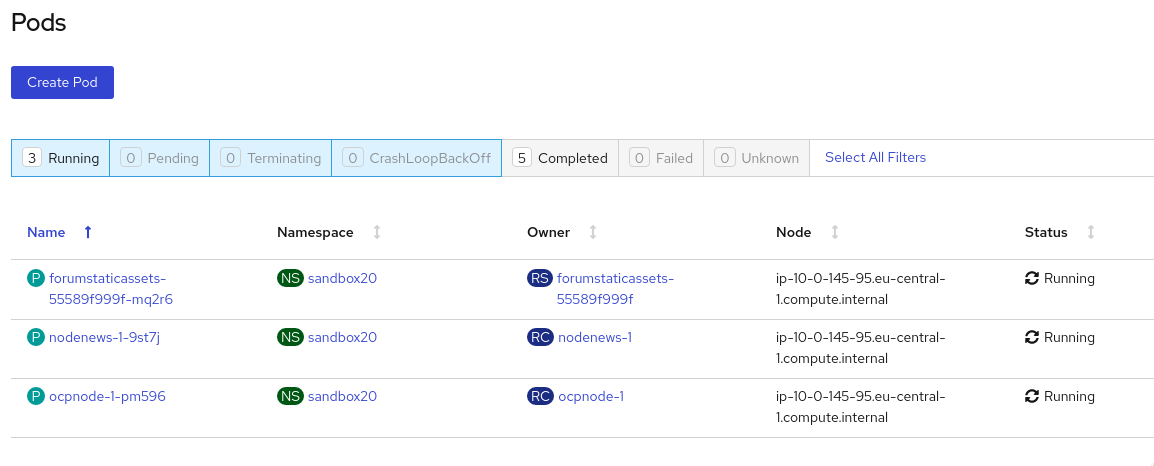 Pods
Create Pod
3 Running 0 Pending 0 Terminating 0 CrashLoopBackOff 5 Completed 0 Failed 0 Unknown Select All Filters
Name Namespace Owner Node Status
P forumstaticassets- NS sandbox20 RS forumstaticassets- ip-10-0-145-95.eu-central- Running
55589f999f-mq2r6 55589f999f 1.compute.internal
P nodenews-1-9st7j NS sandbox20 RC nodenews-1 ip-10-0-145-95.eu-central- Running
1.compute.internal
P ocpnode-1-pm596 NS sandbox20 RC ocpnode-1 ip-10-0-145-95.eu-central- Running
1.compute.internal